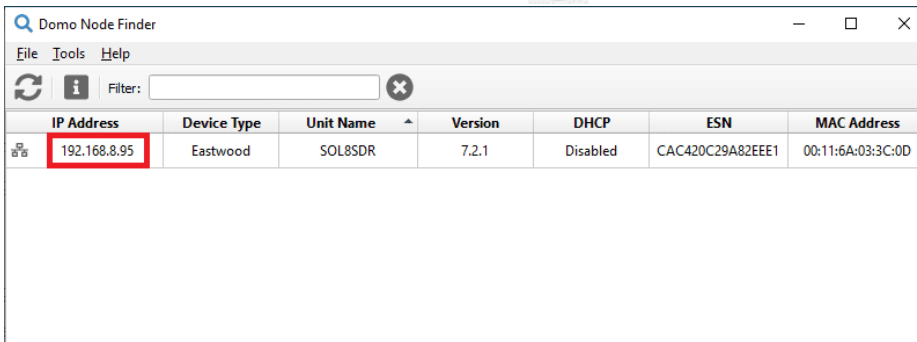 Domo Node Finder
File Tools Help
Filter:
IP Address Device Type Unit Name Version DHCP ESN MAC Address
192.168.8.95 Eastwood SOL8SDR 7.2.1 Disabled CAC420C29A82EEE1 00:11:6A:03:3C:0D